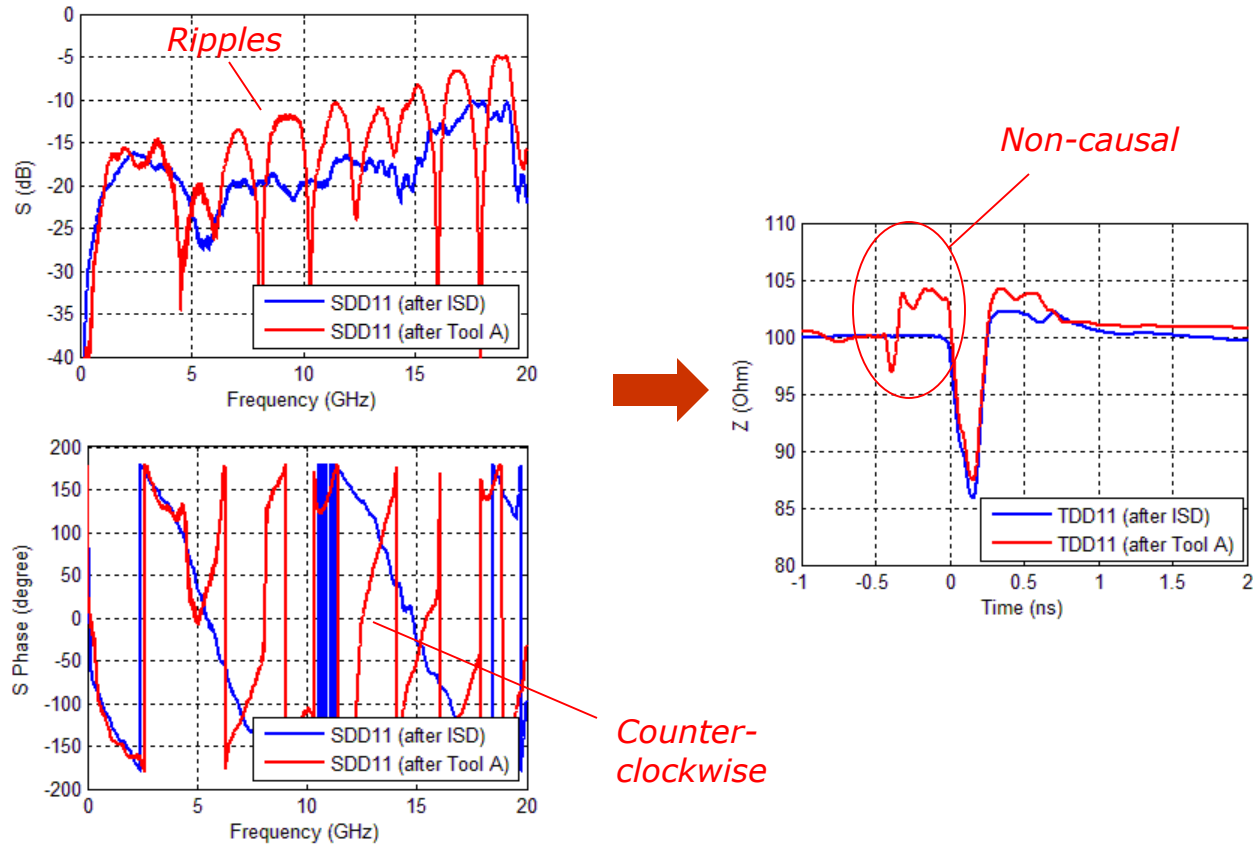 Ripples
0
-5
-10
-15
-20
-25
-30
-35
-40
S (dB)
SDD11 (after ISD)
SDD11 (after Tool A)
0
5
10
15
20
Frequency (GHz)
200
150
100
50
0
-50
-100
-150
-200
S Phase (degree)
SDD11 (after ISD)
SDD11 (after Tool A)
0
5
10
15
20
Frequency (GHz)
Counter-
clockwise
Non-causal
110
105
100
95
90
85
80
Z (Ohm)
TDD11 (after ISD)
TDD11 (after Tool A)
-1
-0.5
0
0.5
1
1.5
2
Time (ns)